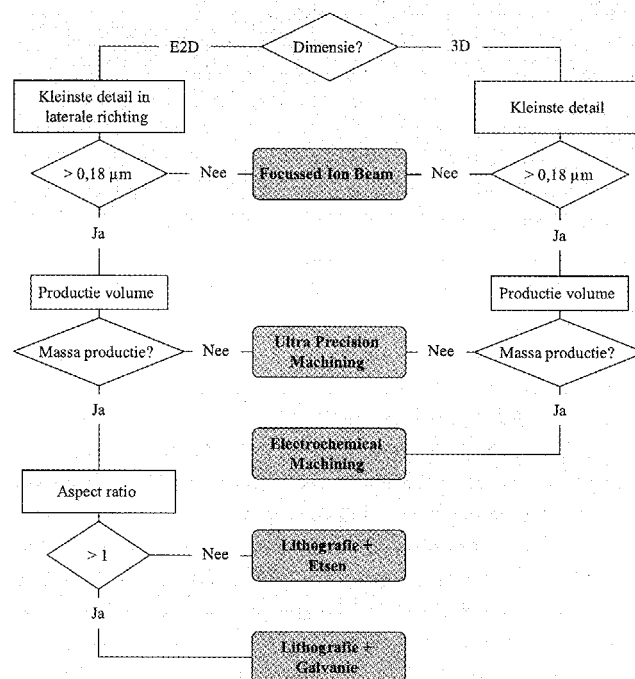 E2D
Dimensie?
3D
Kleinste detail in
laterale richting
Kleinste detail
> 0,18 µm
Nee
Focussed Ion Beam
Nee
> 0,18 µm
Ja
Ja
Productie volume
Productie volume
Massa productie?
Nee
Ultra Precision
Machining
Nee
Massa productie?
Ja
Ja
Electrochemical
Machining
Aspect ratio
> 1
Nee
Lithografie +
Etsen
Ja
Lithografie +
Galvanie